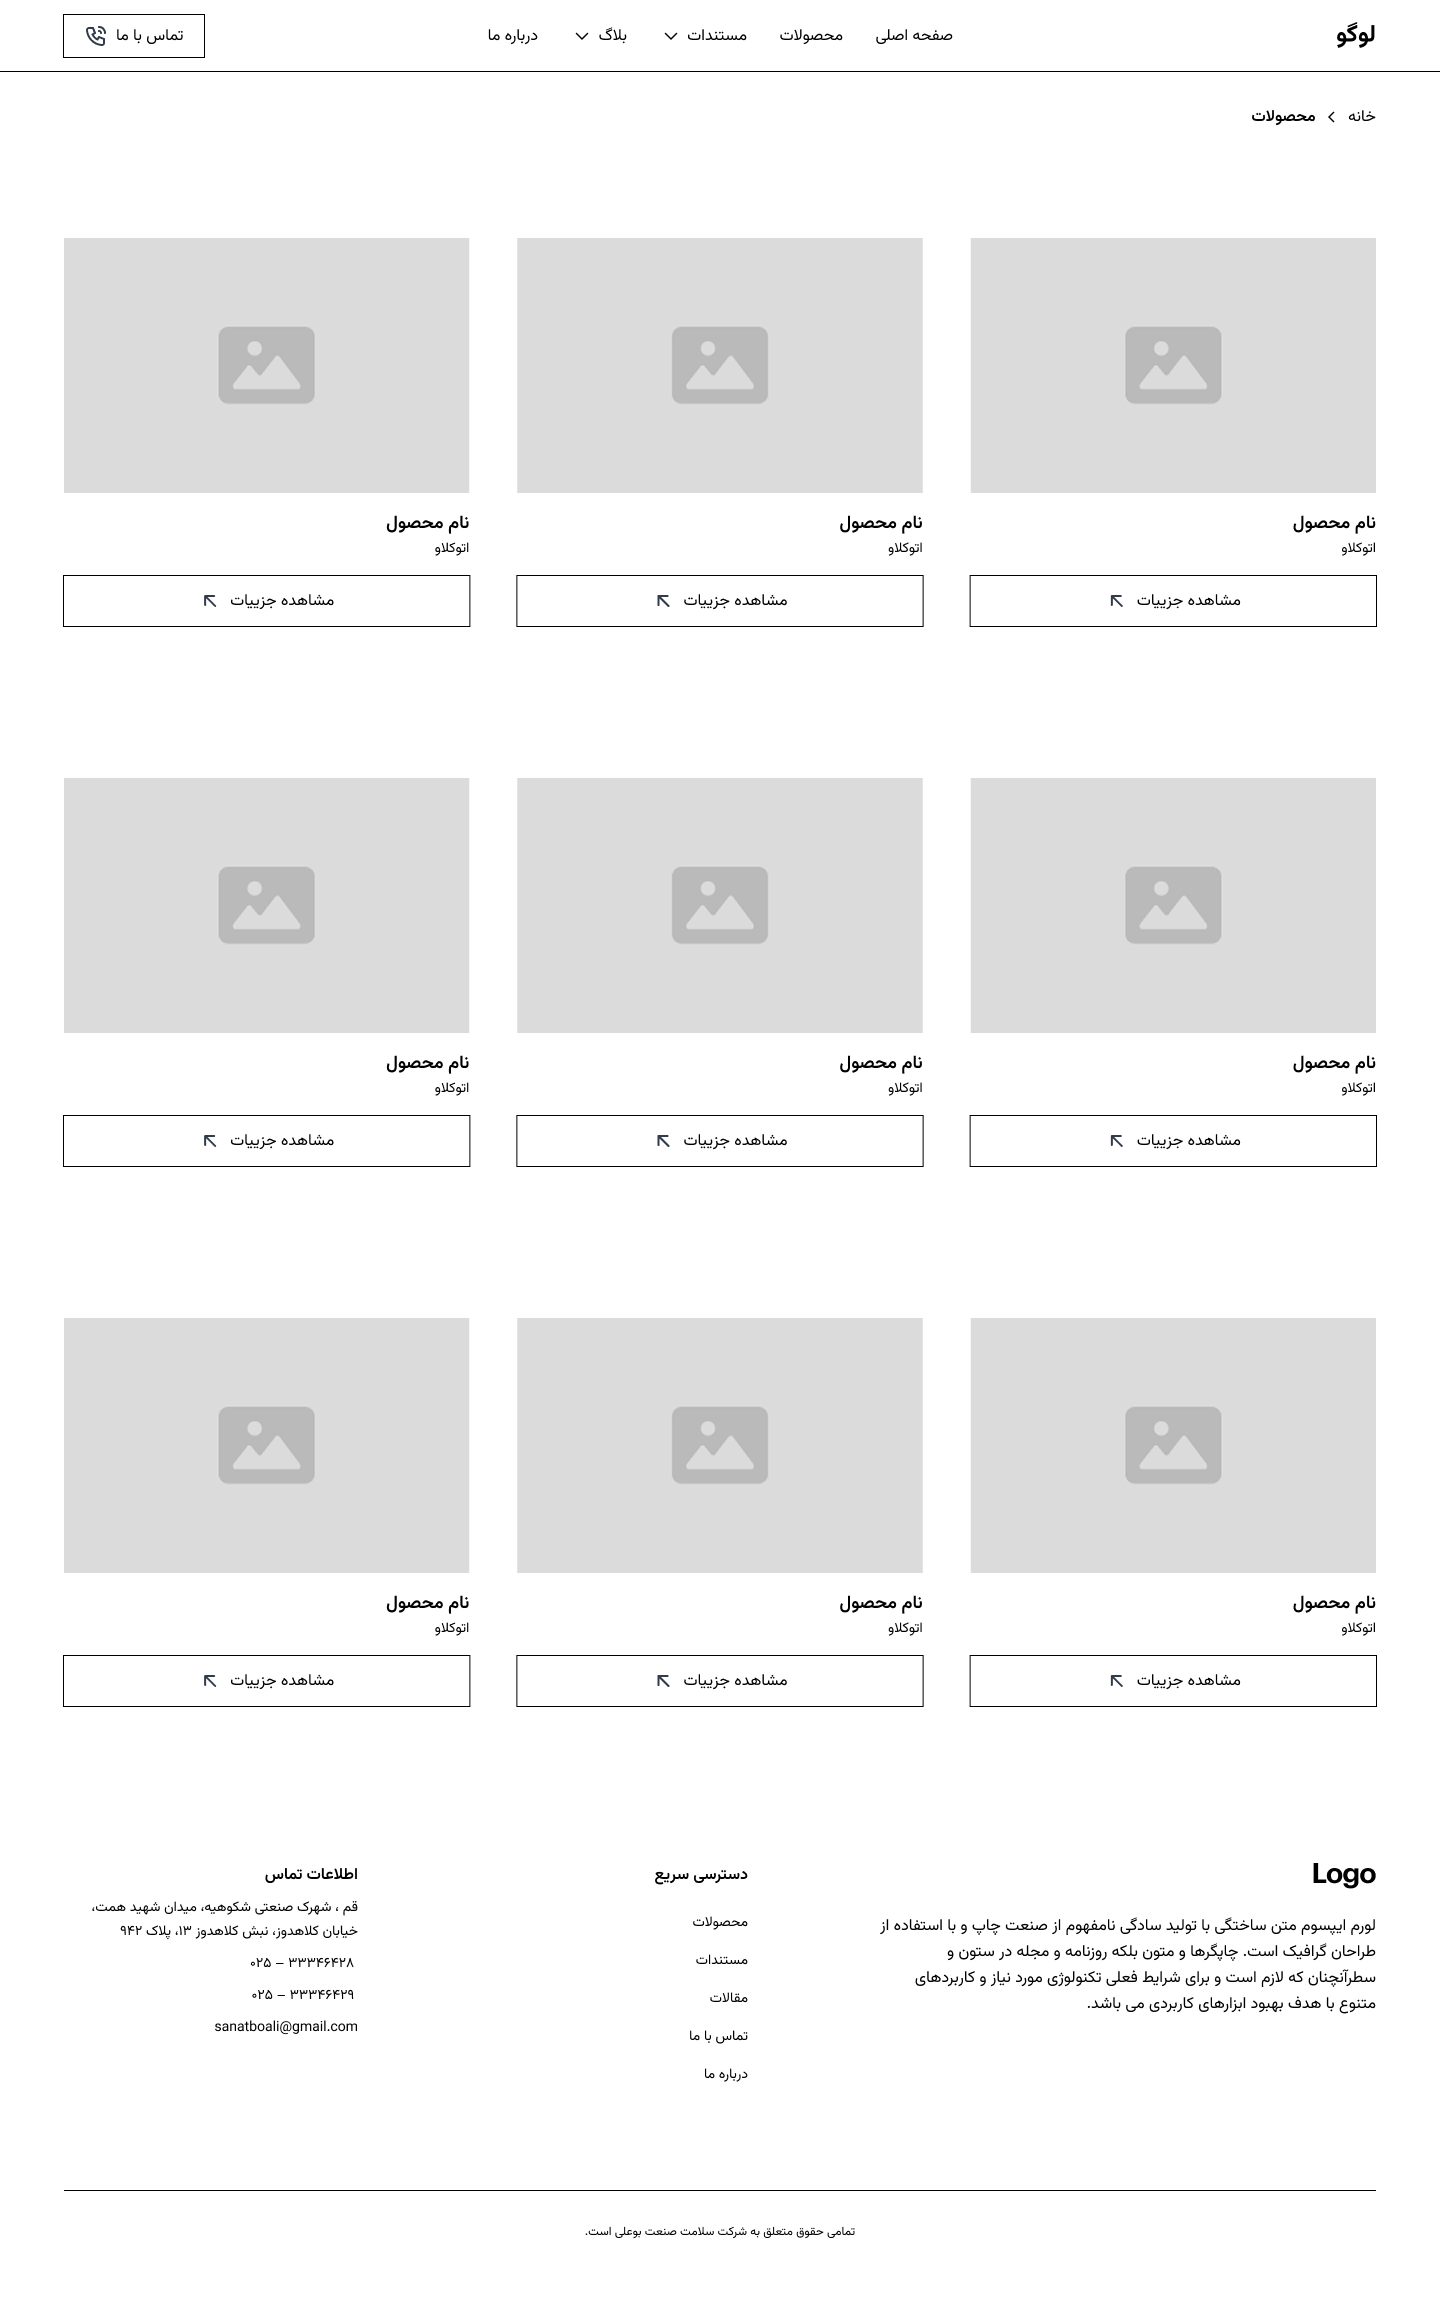 لوگو
صفحه اصلی
محصولات
مستندات
بلاگ
درباره ما
تماس با ما
خانه
محصولات
نام محصول
اتوکلاو
مشاهده جزییات
نام محصول
اتوکلاو
مشاهده جزییات
نام محصول
اتوکلاو
مشاهده جزییات
نام محصول
اتوکلاو
مشاهده جزییات
نام محصول
اتوکلاو
مشاهده جزییات
نام محصول
اتوکلاو
مشاهده جزییات
نام محصول
اتوکلاو
مشاهده جزییات
نام محصول
اتوکلاو
مشاهده جزییات
نام محصول
اتوکلاو
مشاهده جزییات
Logo
لورم ایپسوم متن ساختگی با تولید سادگی نامفهوم از صنعت چاپ و با استفاده از
طراحان گرافیک است. چاپگرها و متون بلکه روزنامه و مجله در ستون و
سطرآنچنان که لازم است و برای شرایط فعلی تکنولوژی مورد نیاز و کاربردهای
متنوع با هدف بهبود ابزارهای کاربردی می باشد.
دسترسی سریع
محصولات
مستندات
مقالات
تماس با ما
درباره ما
اطلاعات تماس
قم ، شهرک صنعتی شکوهیه، میدان شهید همت،
خیابان کلاهدوز، نبش کلاهدوز ۱۳، پلاک ۹۴۲
۳۳۳۴۶۴۲۸ – ۰۲۵
۳۳۳۴۶۴۲۹ – ۰۲۵
sanatboali@gmail.com
تمامی حقوق متعلق به شرکت سلامت صنعت بوعلی است.